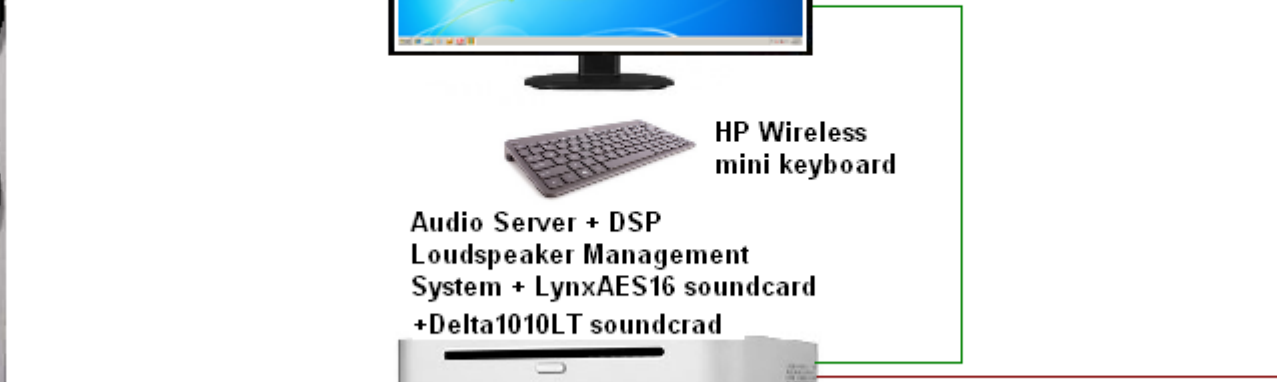 HP Wireless
mini keyboard
Audio Server + DSP
Loudspeaker Management
System + LynxAES16 soundcard
+Delta1010LT soundcrad